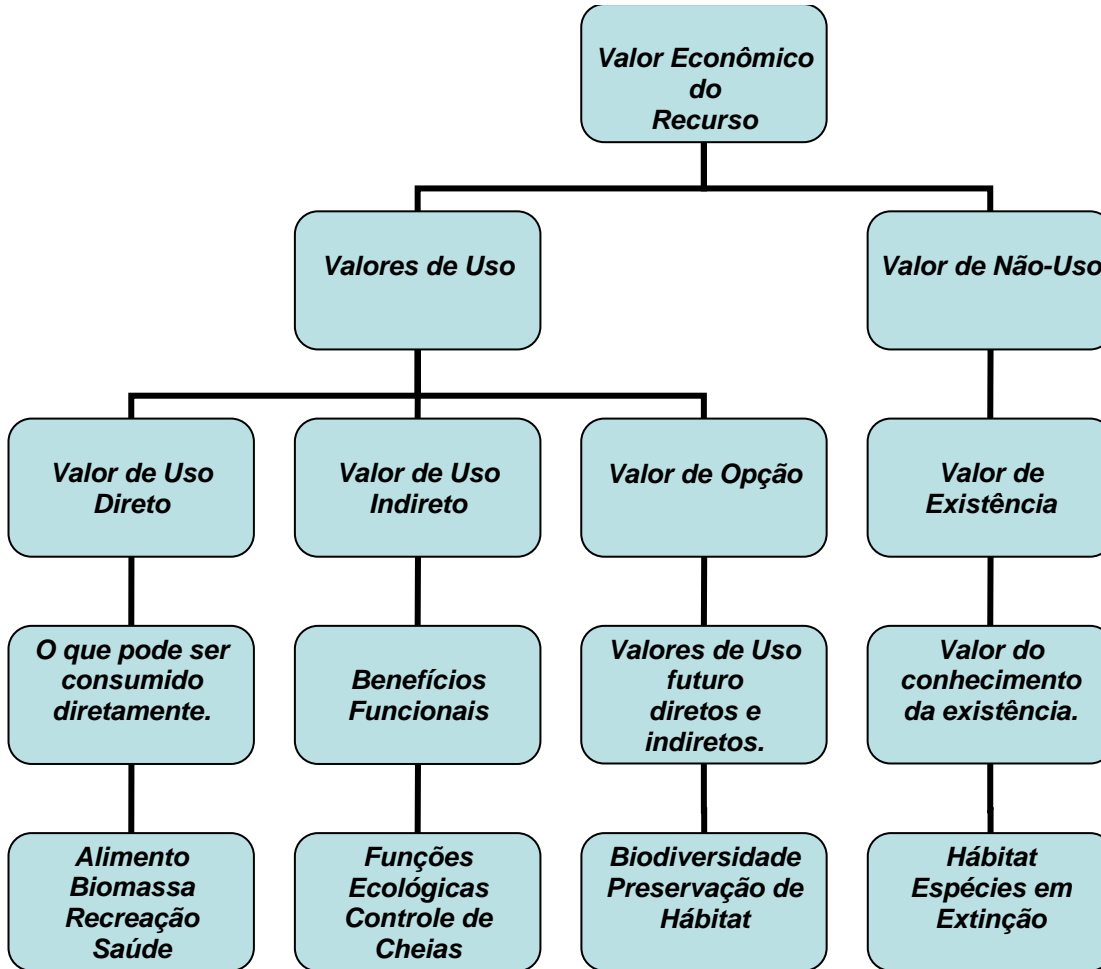 Valor Econômico
do
Recurso
Valores de Uso
Valor de Não-Uso
Valor de Uso
Direto
Valor de Uso
Indireto
Valor de Opção
Valor de
Existência
O que pode ser
consumido
diretamente.
Benefícios
Funcionais
Valores de Uso
futuro
diretos e
indiretos.
Valor do
conhecimento
da existência.
Alimento
Biomassa
Recreação
Saúde
Funções
Ecológicas
Controle de
Cheias
Biodiversidade
Preservação de
Hábitat
Hábitat
Espécies em
Extinção